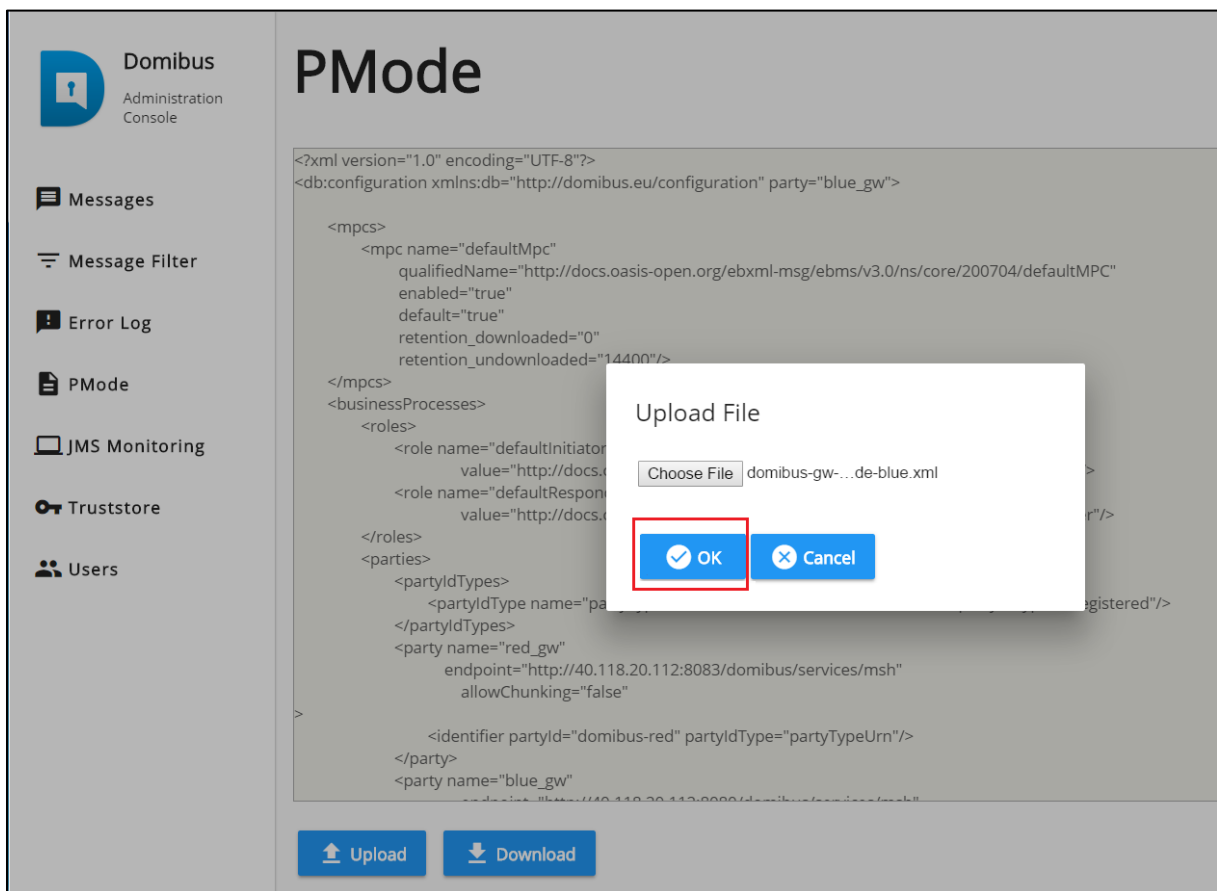 Domibus
Administration
Console
Messages
Message Filter
Error Log
PMode
JMS Monitoring
Truststore
Users
PMode
<?xml version="1.0" encoding="UTF-8"?>
<db:configuration xmlns:db="http://domibus.eu/configuration" party="blue_gw">
<mpcs>
<mpc name="defaultMpc"
qualifiedName="http://docs.oasis-open.org/ebxml-msg/ebms/v3.0/ns/core/200704/defaultMPC"
enabled="true"
default="true"
retention_downloaded="0"
retention_undownloaded="14400"/>
</mpcs>
<businessProcesses>
<roles>
<role name="defaultInitiator
value="http://docs.
<role name="defaultRespon
value="http://docs. r"/>
</roles>
<parties>
<partyIdTypes>
<partyIdType name="pa egistered"/>
</partyIdTypes>
<party name="red_gw"
endpoint="http://40.118.20.112:8083/domibus/services/msh"
allowChunking="false"
>
<identifier partyId="domibus-red" partyIdType="partyTypeUrn"/>
</party>
<party name="blue_gw"
Upload File
Choose File domibus-gw-...de-blue.xml
OK Cancel
Upload Download